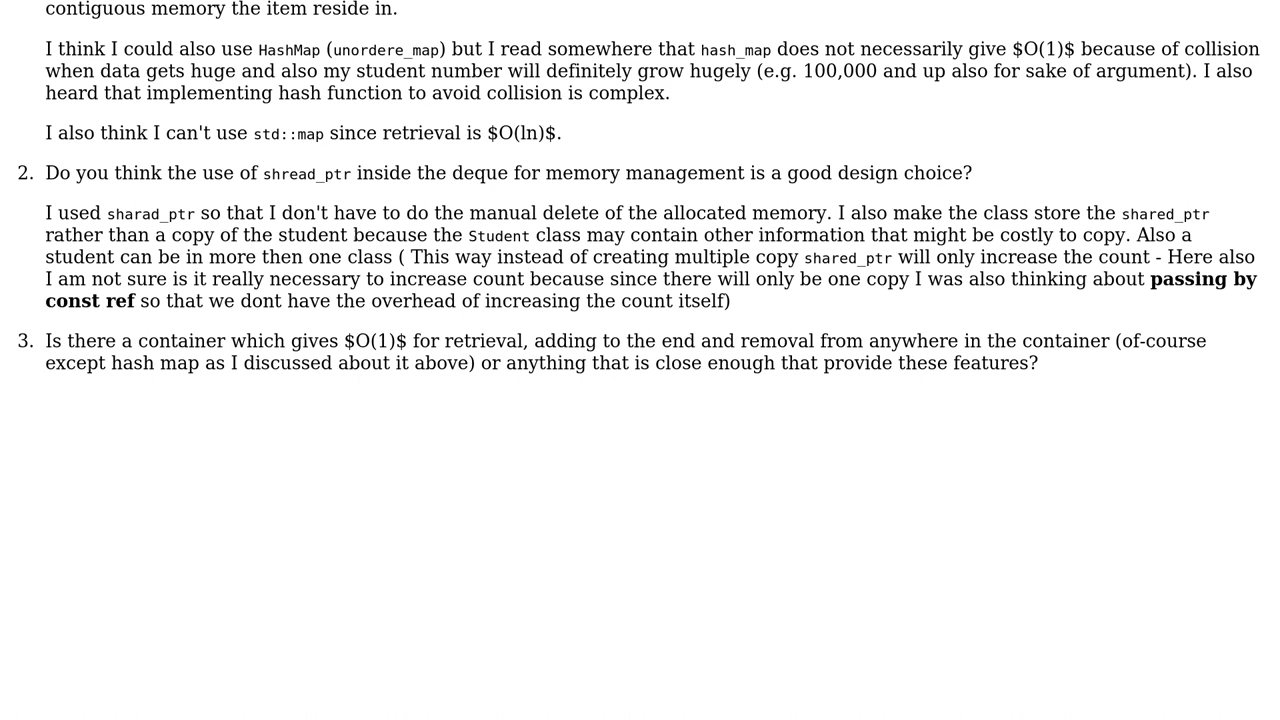 contiguous memory the item reside in.
I think I could also use HashMap (unordere_map) but I read somewhere that hash_map does not necessarily give $O(1)$ because of collision
when data gets huge and also my student number will definitely grow hugely (e.g. 100,000 and up also for sake of argument). I also
heard that implementing hash function to avoid collision is complex.
I also think I can't use std::map since retrieval is $O(ln)$.
2. Do you think the use of shread_ptr inside the deque for memory management is a good design choice?
I used sharad_ptr so that I don't have to do the manual delete of the allocated memory. I also make the class store the shared_ptr
rather than a copy of the student because the Student class may contain other information that might be costly to copy. Also a
student can be in more then one class ( This way instead of creating multiple copy shared_ptr will only increase the count - Here also
I am not sure is it really necessary to increase count because since there will only be one copy I was also thinking about passing by
const ref so that we dont have the overhead of increasing the count itself)
3. Is there a container which gives $O(1)$ for retrieval, adding to the end and removal from anywhere in the container (of-course
except hash map as I discussed about it above) or anything that is close enough that provide these features?